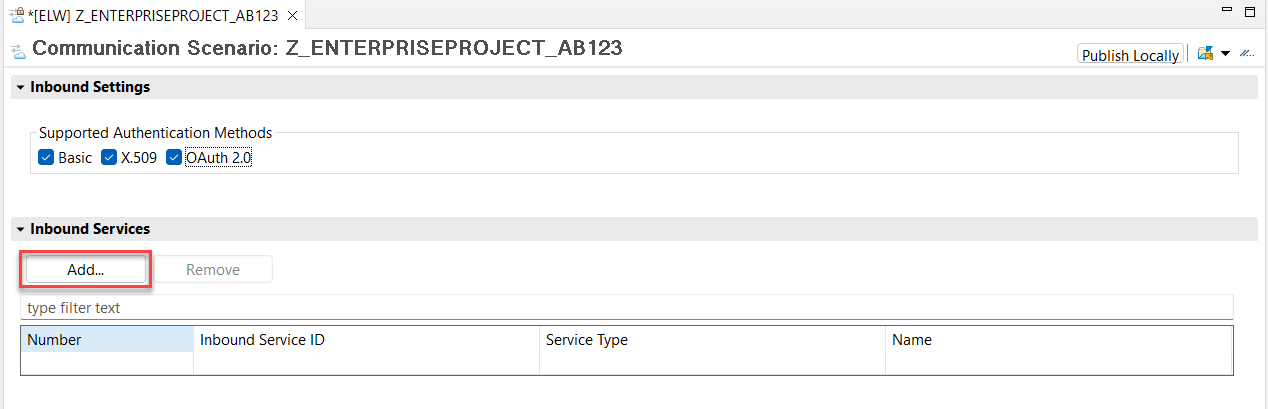 *[ELW] Z_ENTERPRISEPROJECT_AB123
Communication Scenario: Z_ENTERPRISEPROJECT_AB123
Publish Locally
Inbound Settings
Supported Authentication Methods
Basic X.509 OAuth 2.0
Inbound Services
Add... Remove
type filter text
Number Inbound Service ID Service Type Name